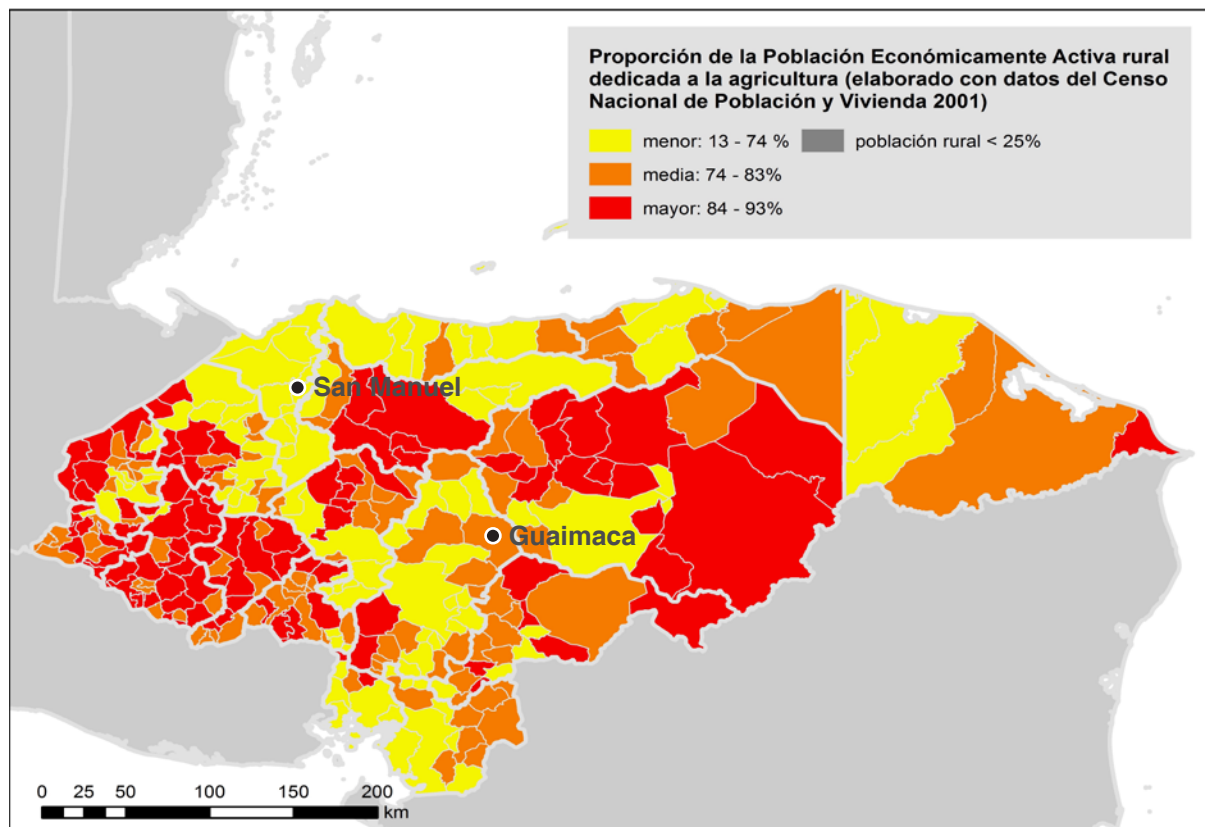 Proporción de la Población Económicamente Activa rural
dedicada a la agricultura (elaborado con datos del Censo
Nacional de Población y Vivienda 2001)
menor: 13 - 74 % población rural < 25%
media: 74 - 83%
mayor: 84 - 93%
San Manuel
Guaimaca
0 25 50 100 150 200
km